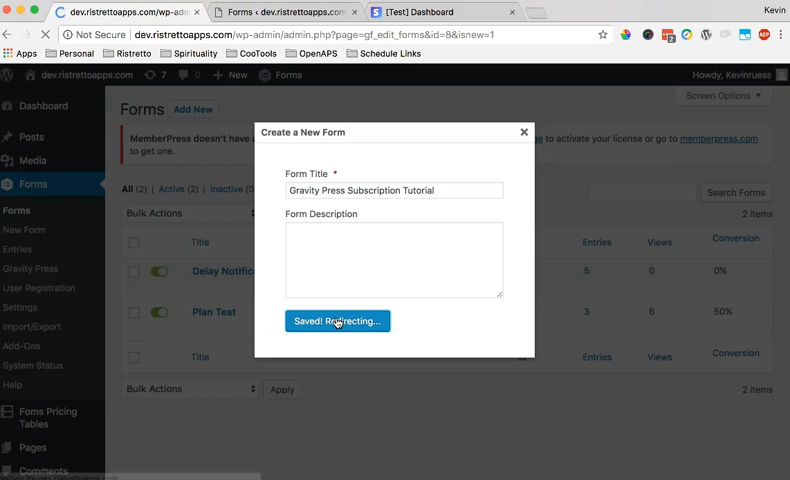 dev.ristrettoapps.com/wp-adm
Forms ‹ dev.ristrettoapps.com
[Test] Dashboard
Kevin
Not Secure
dev.ristrettoapps.com/wp-admin/admin.php?page=gf_edit_forms&id=8&isnew=1
Apps
Personal
Ristretto
Spirituality
CooTools
OpenAPS
Schedule Links
dev.ristrettoapps.com
7
0
New
Forms
Howdy, Kevinruess
Dashboard
Posts
Media
Forms
Forms
New Form
Entries
Gravity Press
User Registration
Settings
Import/Export
Add-Ons
System Status
Help
Foms Pricing
Tables
Pages
Comments
Forms
Add New
Screen Options
MemberPress doesn't have
to activate your license or go to memberpress.com
to get one.
All (2) | Active (2) | Inactive (0
Search Forms
Bulk Actions
2 items
Title
Entries
Views
Conversion
Delay Notific
5
0
0%
Plan Test
3
6
50%
Title
Entries
Views
Conversion
Bulk Actions
Apply
2 items
Create a New Form
Form Title *
Gravity Press Subscription Tutorial
Form Description
Saved! Redirecting...